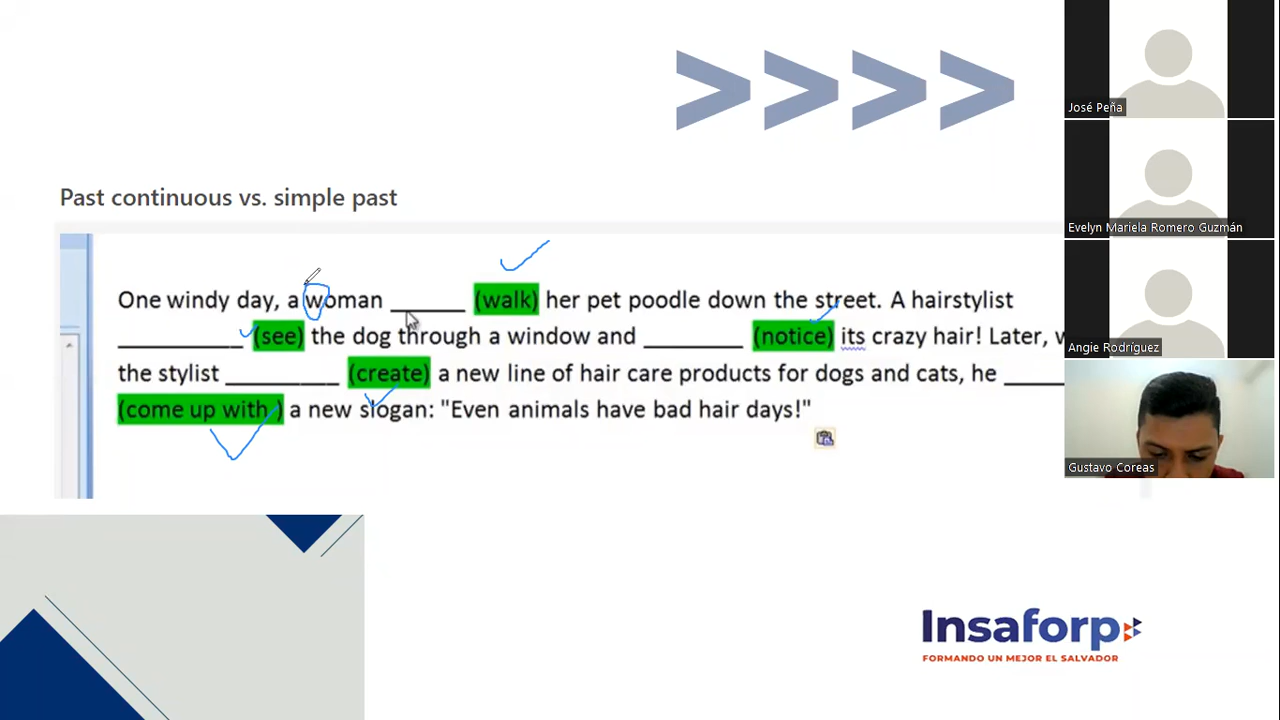 >>>>
Past continuous vs. simple past
One windy day, a woman ______ (walk) her pet poodle down the street. A hairstylist
__________ (see) the dog through a window and ________ (notice) its crazy hair! Later, w
the stylist _________ (create) a new line of hair care products for dogs and cats, he _____
(come up with ) a new slogan: "Even animals have bad hair days!"
José Peña
Evelyn Mariela Romero Guzmán
Angie Rodríguez
Gustavo Coreas
Insaforp
FORMANDO UN MEJOR EL SALVADOR